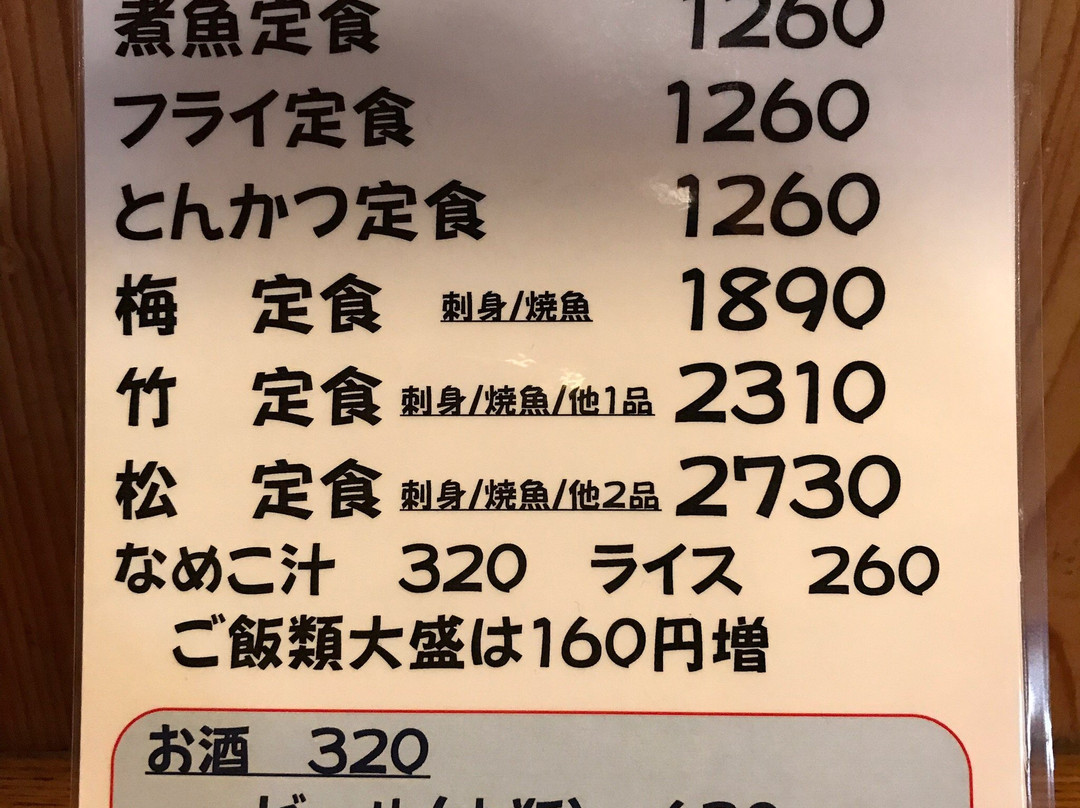 煮魚定食 1260
フライ定食 1260
とんかつ定食 1260
梅 定食 刺身/焼魚 1890
竹 定食 刺身/焼魚/他1品 2310
松 定食 刺身/焼魚/他2品 2730
なめこ汁 320 ライス 260
ご飯類大盛は160円増
お酒 320